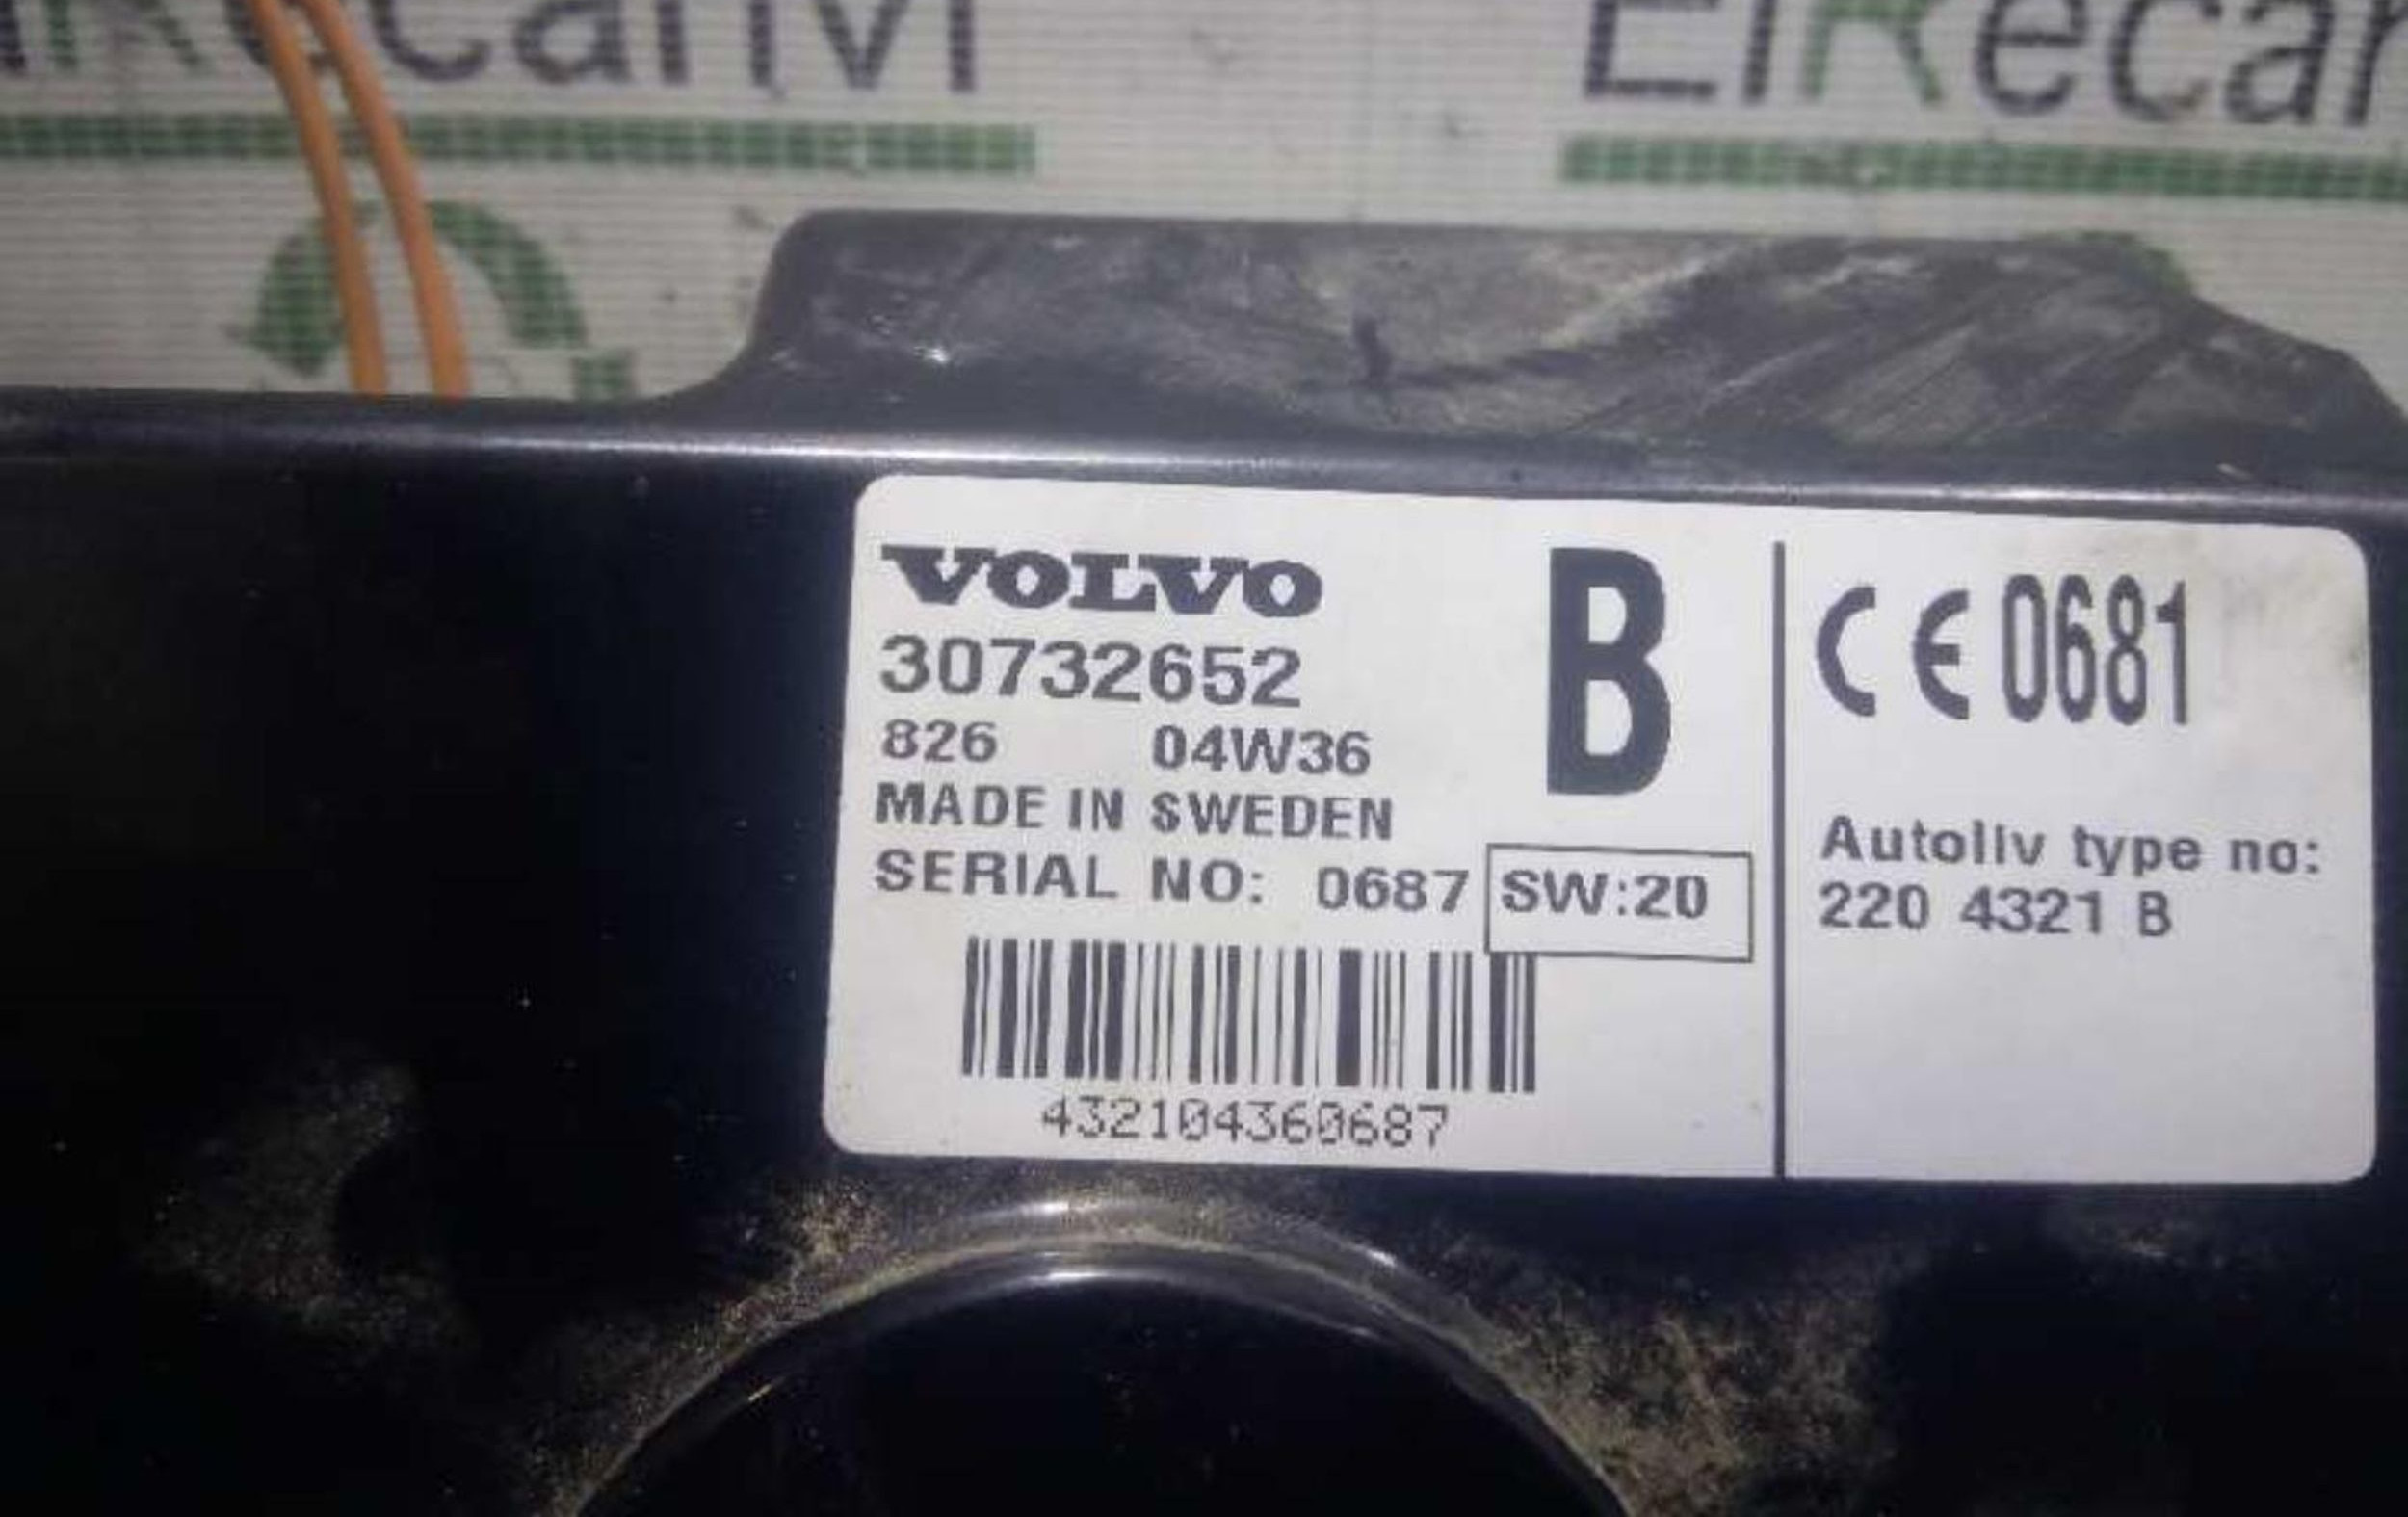 ElRecar
VOLVO
30732652
826 04W36
MADE IN SWEDEN
SERIAL NO: 0687
SW:20
432104360687
B
CE 0681
Autoliv type no:
220 4321 B